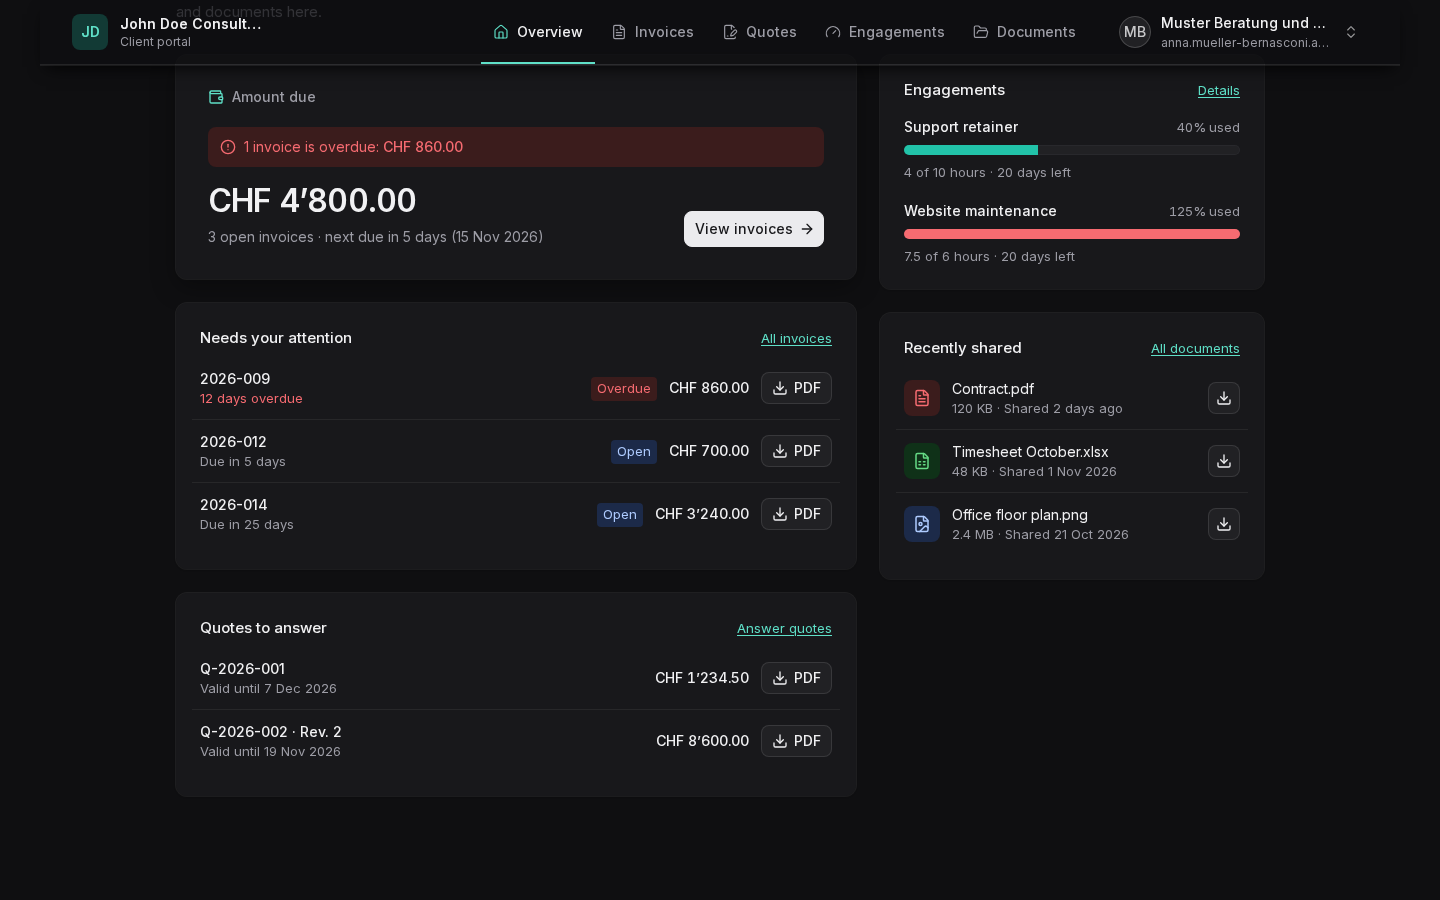 and documents here.
JD
John Doe Consult…
Client portal
Overview
Invoices
Quotes
Engagements
Documents
MB
Muster Beratung und …
anna.mueller-bernasconi.a…
Amount due
1 invoice is overdue: CHF 860.00
CHF 4’800.00
3 open invoices · next due in 5 days (15 Nov 2026)
View invoices
Needs your attention
All invoices
2026-009
12 days overdue
Overdue
CHF 860.00
PDF
2026-012
Due in 5 days
Open
CHF 700.00
PDF
2026-014
Due in 25 days
Open
CHF 3’240.00
PDF
Quotes to answer
Answer quotes
Q-2026-001
Valid until 7 Dec 2026
CHF 1’234.50
PDF
Q-2026-002 · Rev. 2
Valid until 19 Nov 2026
CHF 8’600.00
PDF
Engagements
Details
Support retainer
40% used
4 of 10 hours · 20 days left
Website maintenance
125% used
7.5 of 6 hours · 20 days left
Recently shared
All documents
Contract.pdf
120 KB · Shared 2 days ago
Timesheet October.xlsx
48 KB · Shared 1 Nov 2026
Office floor plan.png
2.4 MB · Shared 21 Oct 2026